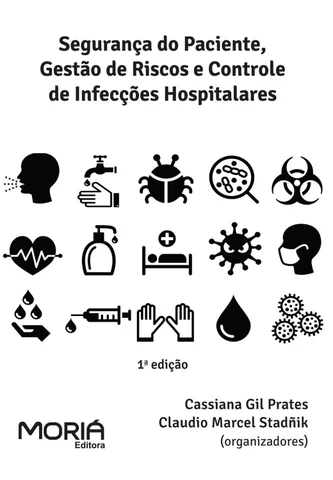 Segurança do Paciente,
Gestão de Riscos e Controle
de Infecções Hospitalares
1ª edição
Cassiana Gil Prates
Claudio Marcel Stadñik
(organizadores)
MORIÁ
Editora